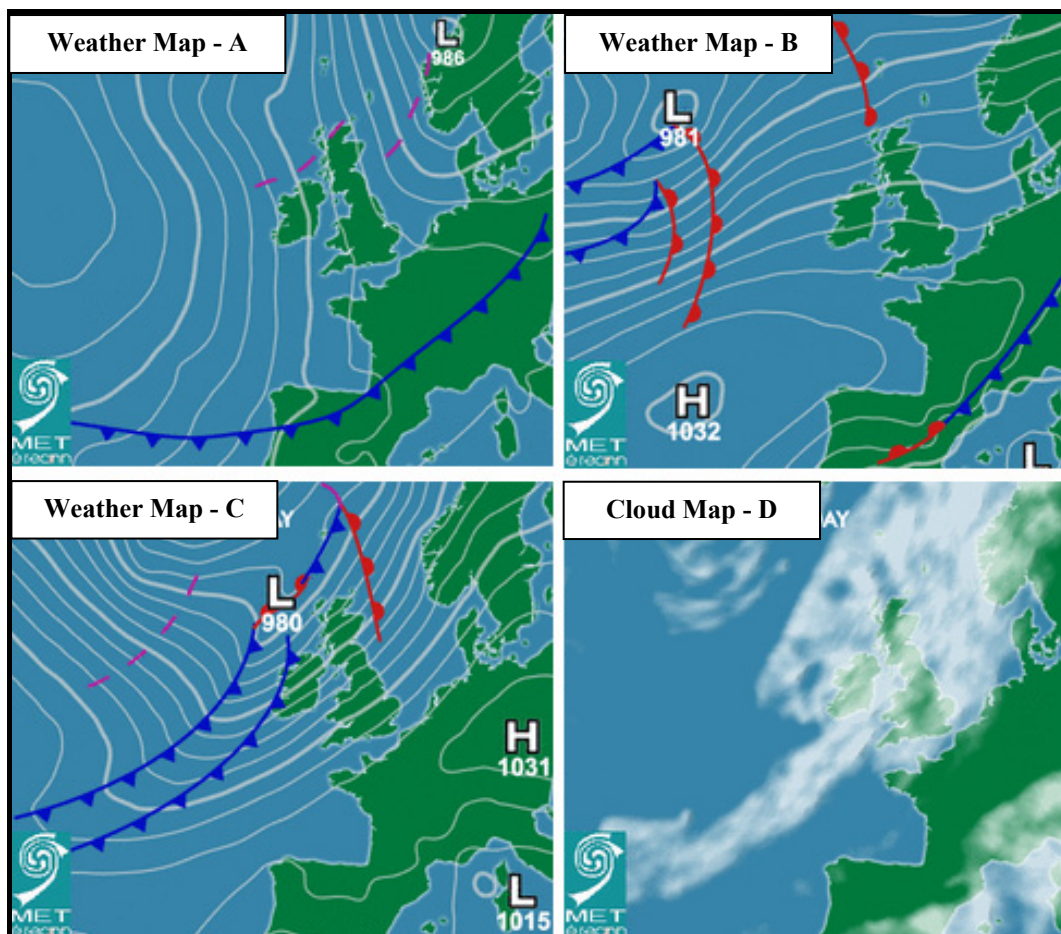 Weather Map - A
L
986
MET
éireann
Weather Map - B
L
981
H
1032
L
MET
éireann
Weather Map - C
AY
L
980
H
1031
L
1015
MET
éireann
Cloud Map - D
AY
MET
éireann